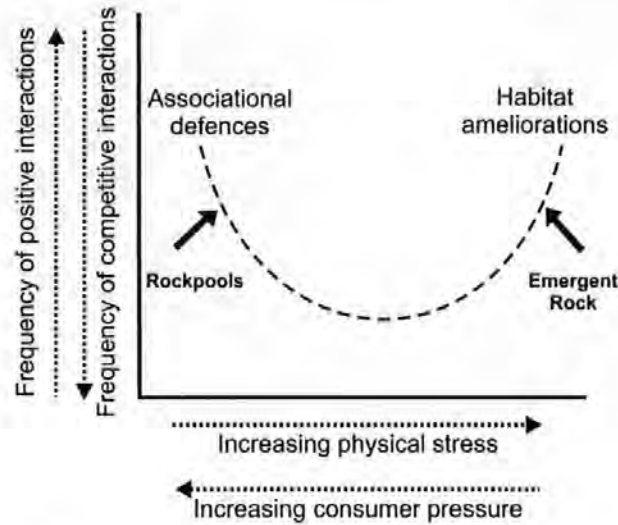 Frequency of positive interactions
Frequency of competitive interactions
Associational
defences
Habitat
ameliorations
Rockpools
Emergent
Rock
Increasing physical stress
Increasing consumer pressure